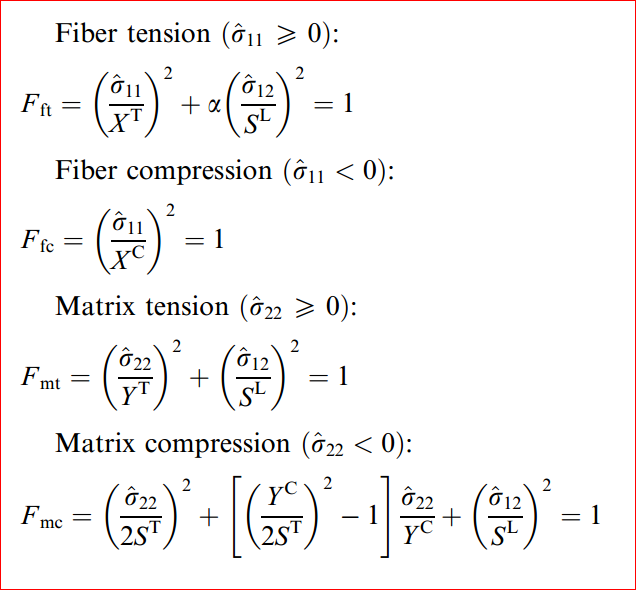 Fiber tension (σ̂₁₁ ⩾ 0):
F_ft = (σ̂₁₁/X^T)² + α(σ̂₁₂/S^L)² = 1
Fiber compression (σ̂₁₁ < 0):
F_fc = (σ̂₁₁/X^C)² = 1
Matrix tension (σ̂₂₂ ⩾ 0):
F_mt = (σ̂₂₂/Y^T)² + (σ̂₁₂/S^L)² = 1
Matrix compression (σ̂₂₂ < 0):
F_mc = (σ̂₂₂/2S^T)² + [(Y^C/2S^T)² − 1] σ̂₂₂/Y^C + (σ̂₁₂/S^L)² = 1